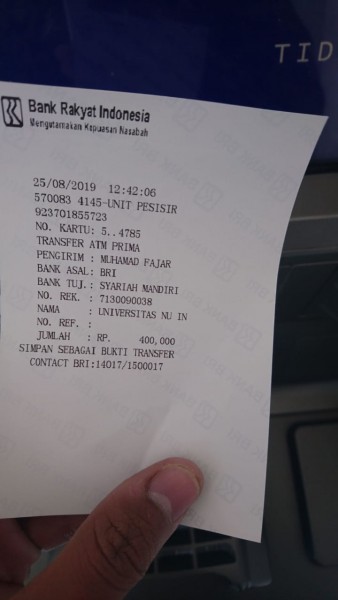 TID
Bank Rakyat Indonesia
Mengutamakan Kepuasan Nasabah
25/08/2019 12:42:06
570083 4145-UNIT PESISIR
923701855723
NO. KARTU: 5..4785
TRANSFER ATM PRIMA
PENGIRIM : MUHAMAD FAJAR
BANK ASAL: BRI
BANK TUJ.: SYARIAH MANDIRI
NO. REK. : 7130090038
NAMA : UNIVERSITAS NU IN
NO. REF. :
JUMLAH : RP. 400,000
SIMPAN SEBAGAI BUKTI TRANSFER
CONTACT BRI:14017/1500017